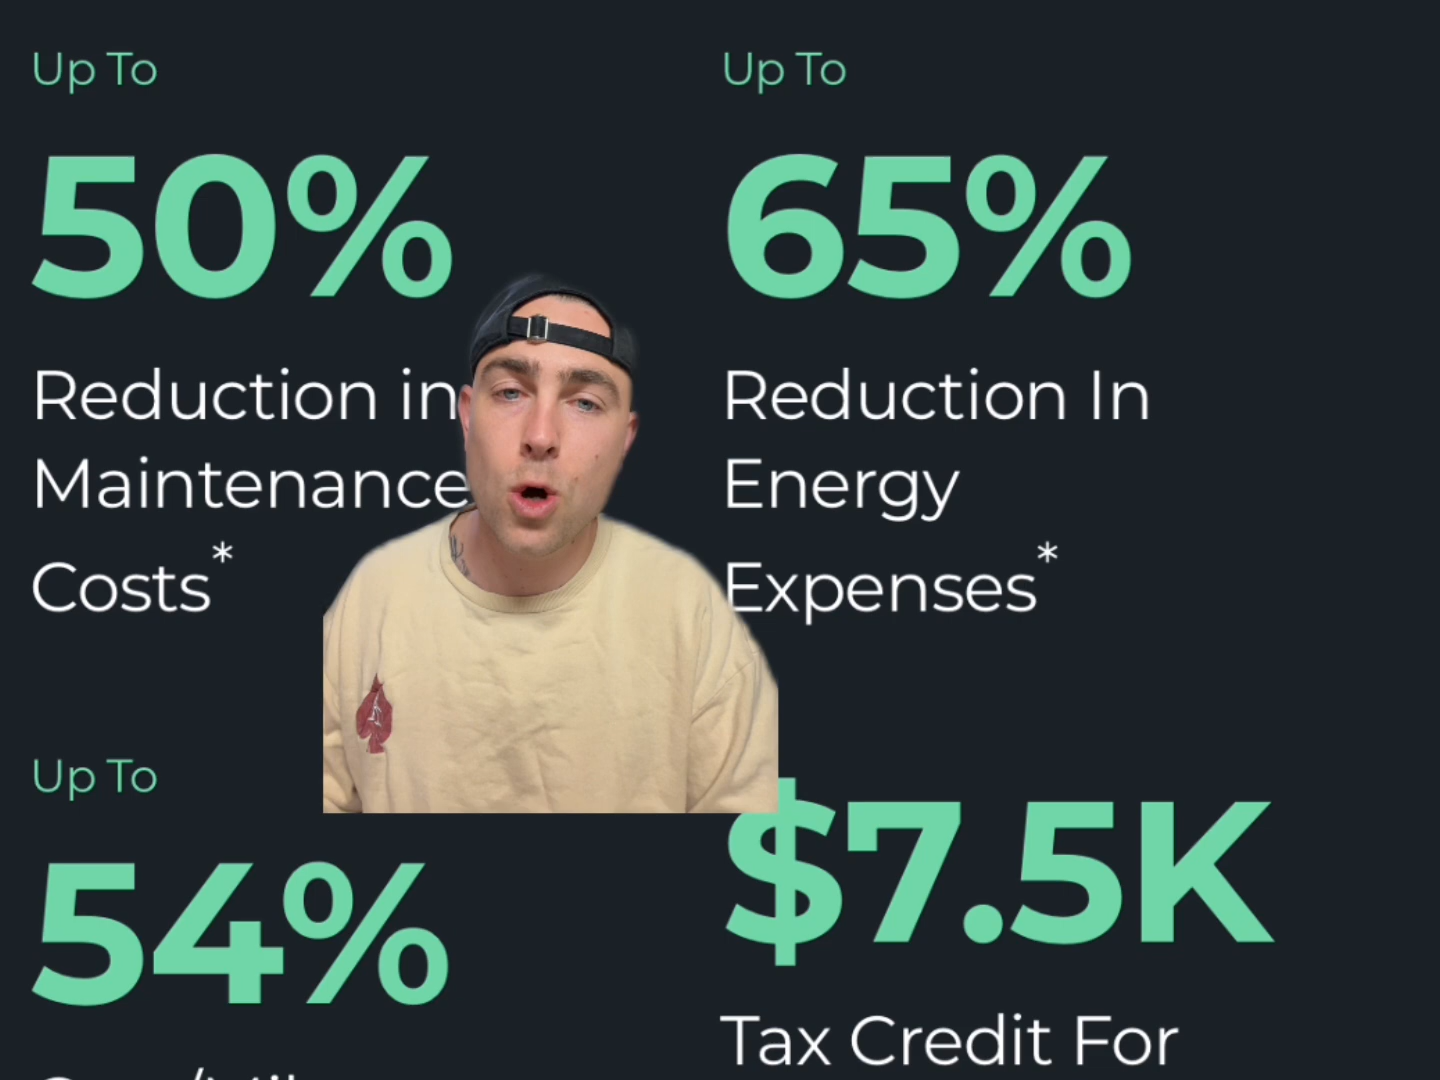 Up To
50%
Reduction in
Maintenance
Costs*
Up To
65%
Reduction In
Energy
Expenses*
Up To
54%
$7.5K
Tax Credit For